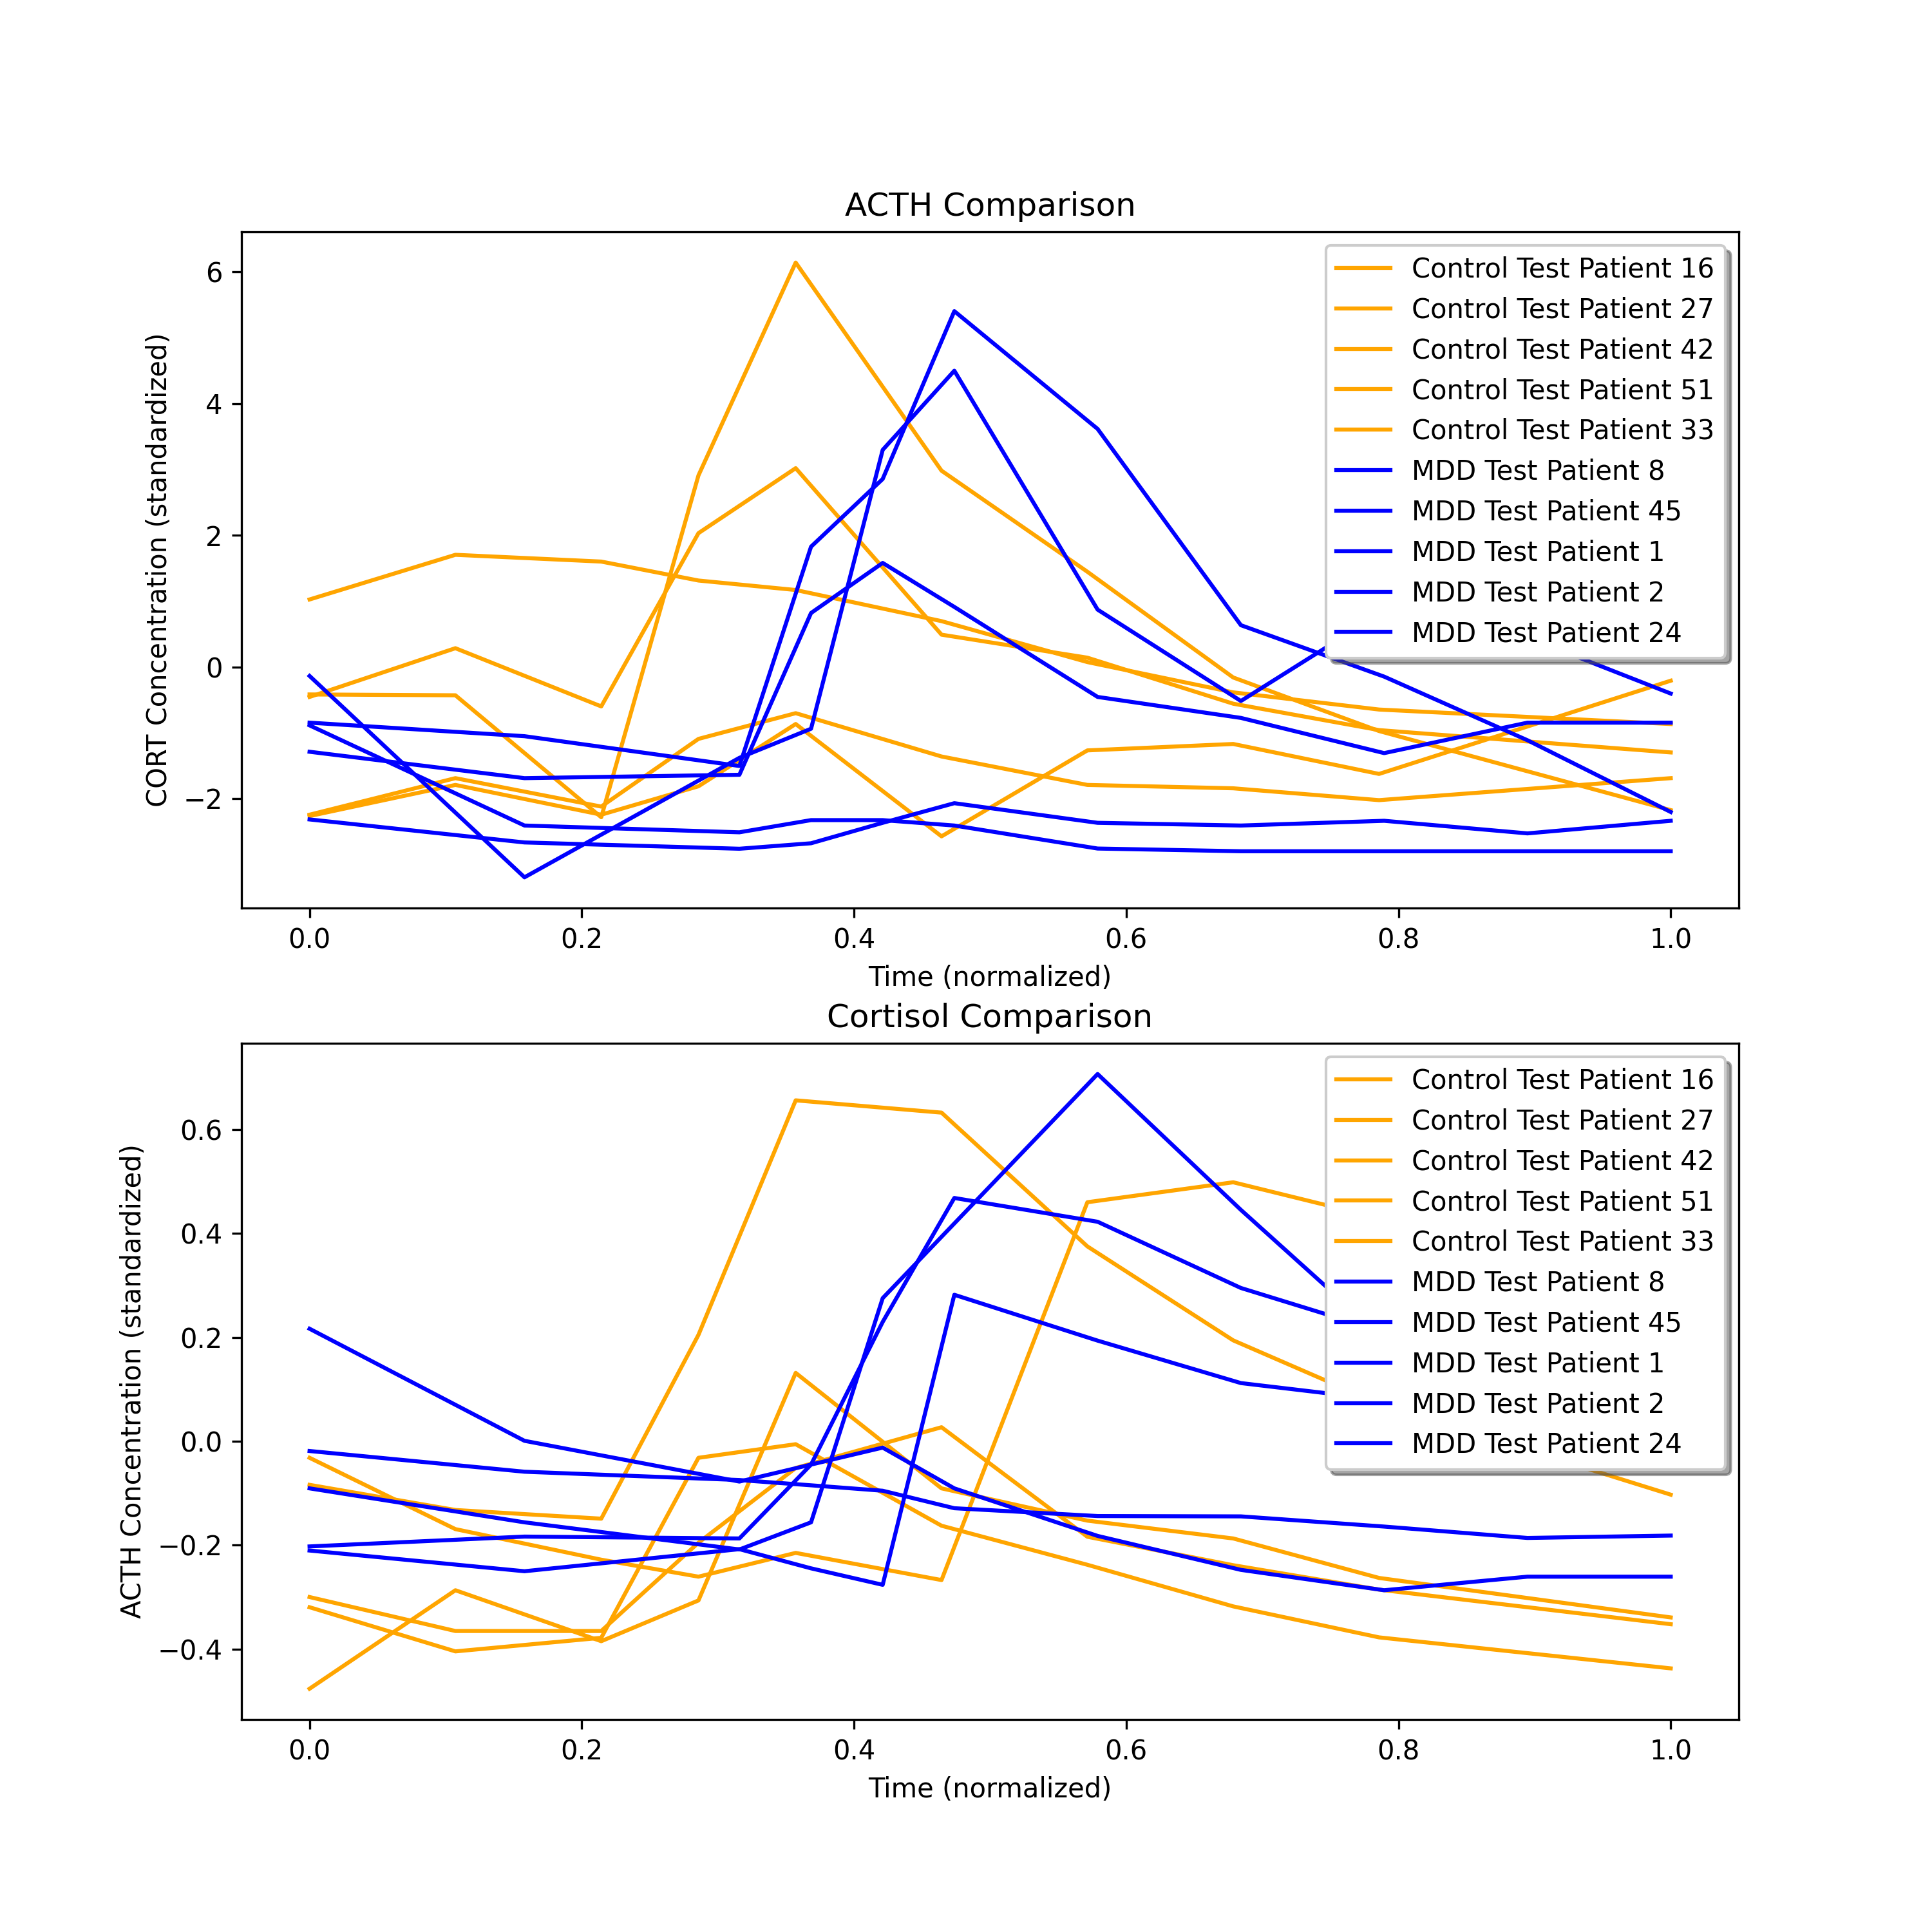 ACTH Comparison
CORT Concentration (standardized)
6
4
2
0
−2
Control Test Patient 16
Control Test Patient 27
Control Test Patient 42
Control Test Patient 51
Control Test Patient 33
MDD Test Patient 8
MDD Test Patient 45
MDD Test Patient 1
MDD Test Patient 2
MDD Test Patient 24
0.0 0.2 0.4 0.6 0.8 1.0
Time (normalized)
Cortisol Comparison
ACTH Concentration (standardized)
0.6
0.4
0.2
0.0
−0.2
−0.4
Control Test Patient 16
Control Test Patient 27
Control Test Patient 42
Control Test Patient 51
Control Test Patient 33
MDD Test Patient 8
MDD Test Patient 45
MDD Test Patient 1
MDD Test Patient 2
MDD Test Patient 24
0.0 0.2 0.4 0.6 0.8 1.0
Time (normalized)